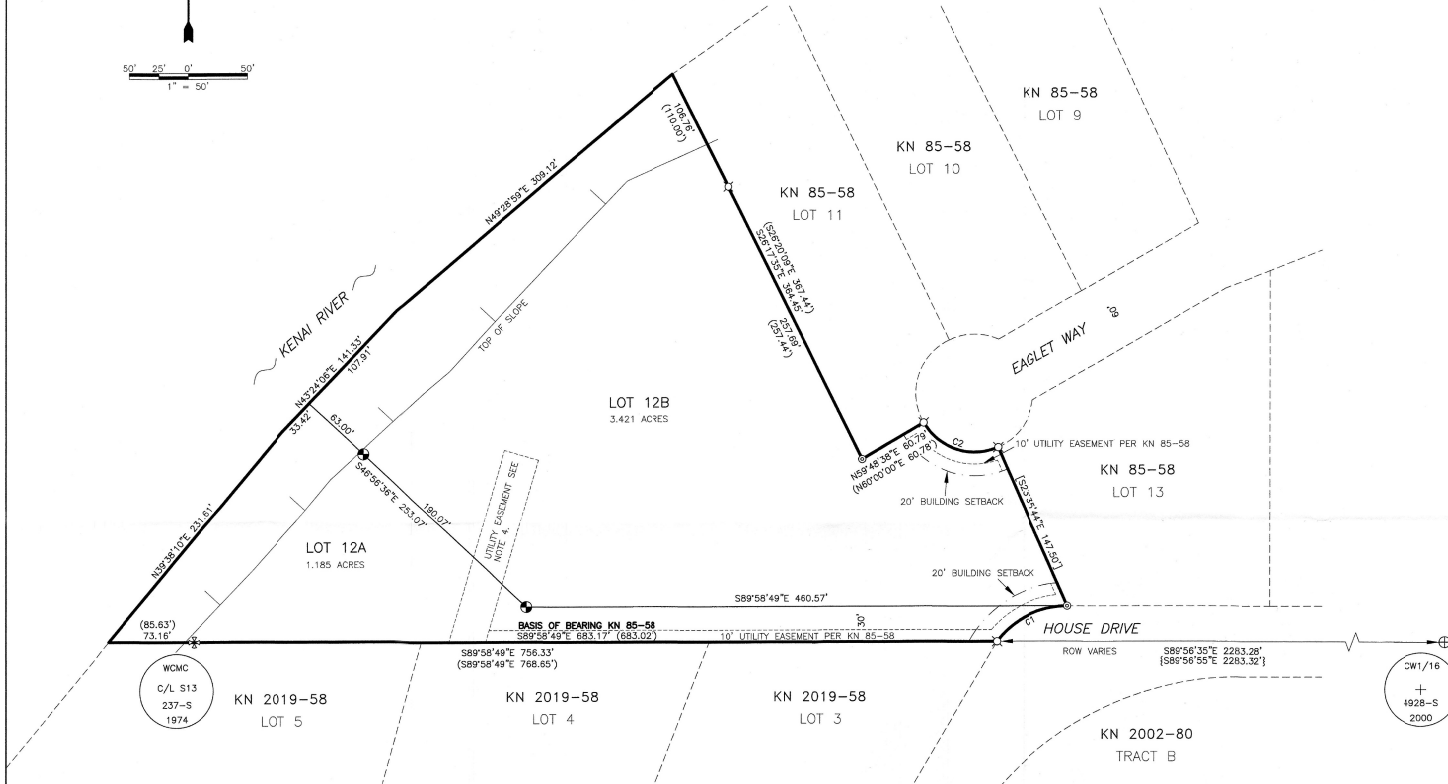 50' 25' 0' 50'
1" = 50'
KN 85-58
LOT 9
KN 85-58
LOT 10
KN 85-58
LOT 11
106.76'
(110.00')
N49°28'59"E 309.12'
(S26°20'09"E 367.44')
S26°17'35"E 364.45'
257.69'
(257.44')
KENAI RIVER
TOP OF SLOPE
EAGLET WAY
60'
N43°24'06"E 141.33'
107.91'
33.42'
63.00'
LOT 12B
3.421 ACRES
C2
10' UTILITY EASEMENT PER KN 85-58
N59°48'38"E 60.79'
(N60°00'00"E 60.78')
KN 85-58
LOT 13
20' BUILDING SETBACK
S46°56'36"E 253.07'
190.07'
UTILITY EASEMENT SEE
NOTE 4.
[S23°35'44"E 147.50']
N39°38'10"E 231.61'
LOT 12A
1.185 ACRES
20' BUILDING SETBACK
S89°58'49"E 460.57'
(85.63')
73.16'
BASIS OF BEARING KN 85-58
S89°58'49"E 683.17' (683.02)
10' UTILITY EASEMENT PER KN 85-58
30'
C1
HOUSE DRIVE
ROW VARIES
S89°58'49"E 756.33'
(S89°58'49"E 768.65')
S89°56'35"E 2283.28'
{S89°56'55"E 2283.32'}
WCMC
C/L S13
237-S
1974
KN 2019-58
LOT 5
KN 2019-58
LOT 4
KN 2019-58
LOT 3
KN 2002-80
TRACT B
CW1/16
4928-S
2000